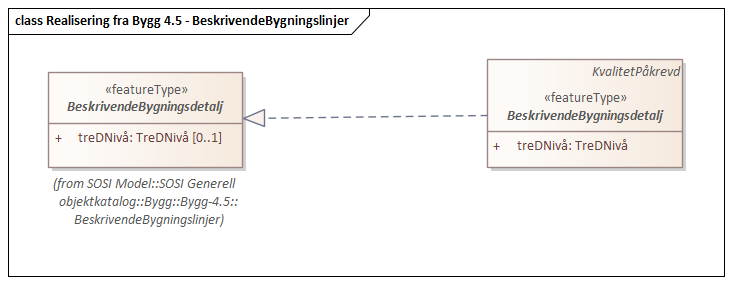 class Realisering fra Bygg 4.5 - BeskrivendeBygningslinjer
«featureType»
BeskrivendeBygningsdetalj
+ treDNivå: TreDNivå [0..1]
(from SOSI Model::SOSI Generell
objektkatalog::Bygg::Bygg-4.5::
BeskrivendeBygningslinjer)
KvalitetPåkrevd
«featureType»
BeskrivendeBygningsdetalj
+ treDNivå: TreDNivå